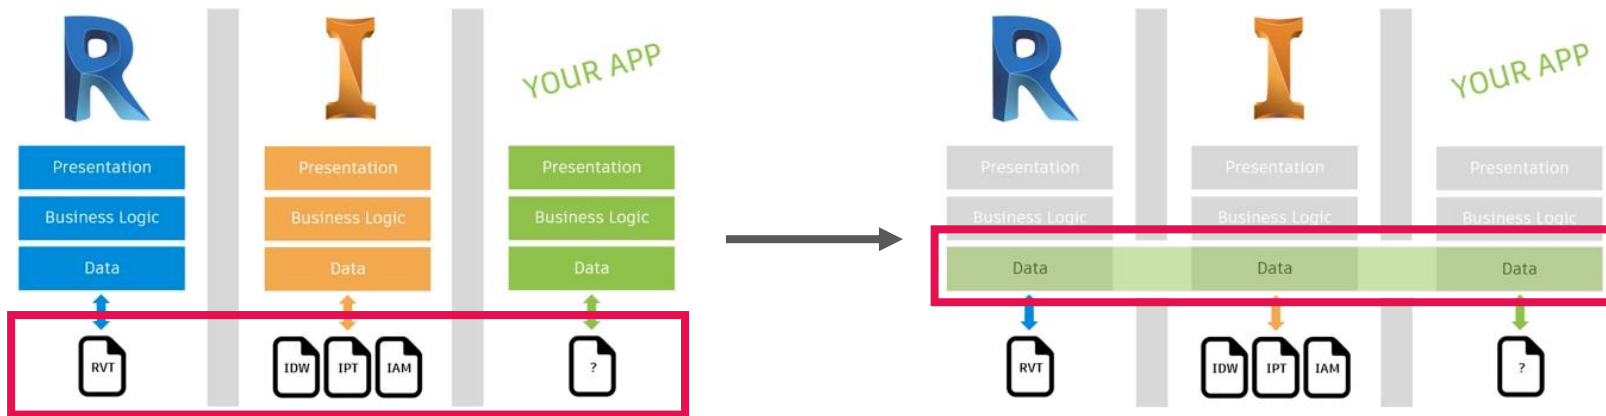 R I YOUR APP
Presentation Presentation Presentation
Business Logic Business Logic Business Logic
Data Data Data
RVT IDW IPT IAM ?
R I YOUR APP
Presentation Presentation Presentation
Business Logic Business Logic Business Logic
Data Data Data
RVT IDW IPT IAM ?